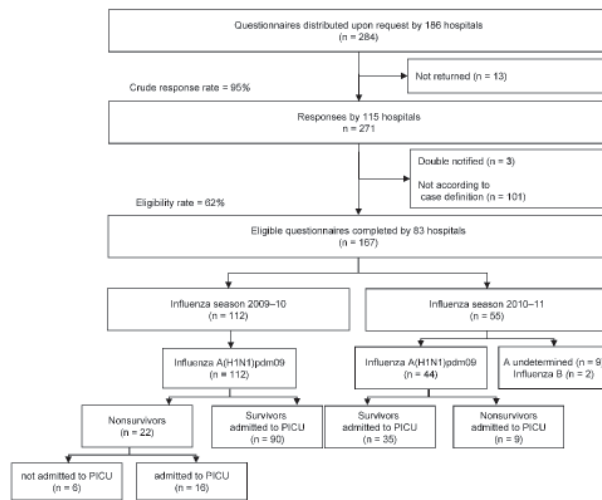 Questionnaires distributed upon request by 186 hospitals
(n = 284)
Not returned (n = 13)
Crude response rate = 95%
Responses by 115 hospitals
n = 271
Double notified (n = 3)
Not according to
case definition (n = 101)
Eligibility rate = 62%
Eligible questionnaires completed by 83 hospitals
(n = 167)
Influenza season 2009–10
(n = 112)
Influenza season 2010–11
(n = 55)
Influenza A(H1N1)pdm09
(n = 112)
Influenza A(H1N1)pdm09
(n = 44)
A undetermined (n = 9)
Influenza B (n = 2)
Nonsurvivors
(n = 22)
Survivors
admitted to PICU
(n = 90)
Survivors
admitted to PICU
(n = 35)
Nonsurvivors
admitted to PICU
(n = 9)
not admitted to PICU
(n = 6)
admitted to PICU
(n = 16)